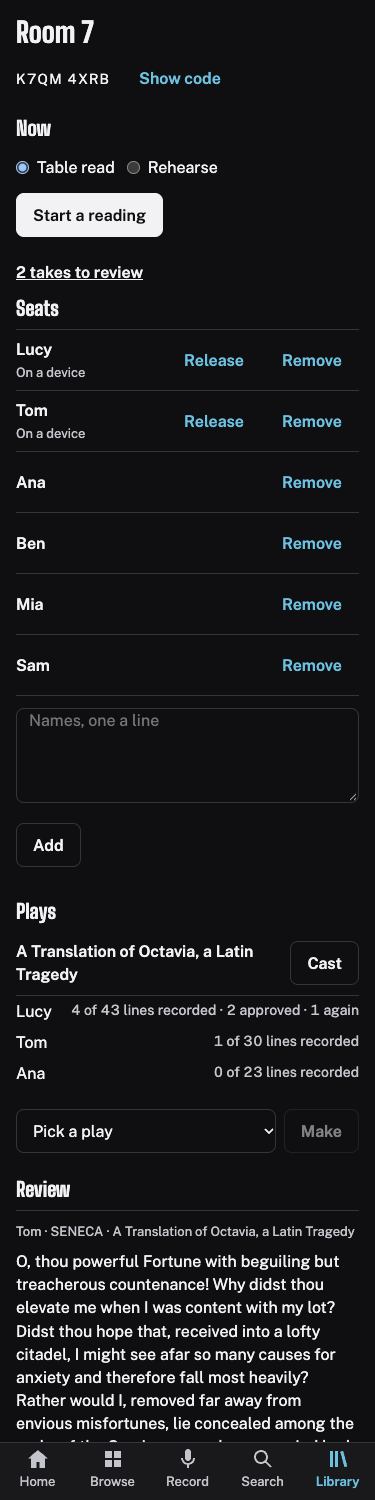 Room 7
K7QM 4XRB Show code
Now
Table read Rehearse
Start a reading
2 takes to review
Seats
Lucy
On a device
Release Remove
Tom
On a device
Release Remove
Ana Remove
Ben Remove
Mia Remove
Sam Remove
Names, one a line
Add
Plays
A Translation of Octavia, a Latin
Tragedy
Cast
Lucy 4 of 43 lines recorded · 2 approved · 1 again
Tom 1 of 30 lines recorded
Ana 0 of 23 lines recorded
Pick a play Make
Review
Tom · SENECA · A Translation of Octavia, a Latin Tragedy
O, thou powerful Fortune with beguiling but
treacherous countenance! Why didst thou
elevate me when I was content with my lot?
Didst thou hope that, received into a lofty
citadel, I might see afar so many causes for
anxiety and therefore fall most heavily?
Rather would I, removed far away from
envious misfortunes, lie concealed among the
Home Browse Record Search Library